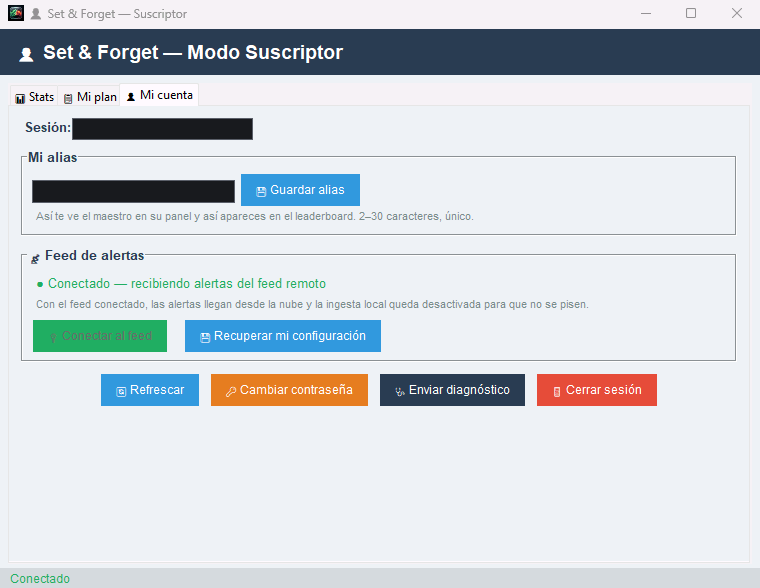 Set & Forget — Suscriptor
Set & Forget — Modo Suscriptor
Stats Mi plan Mi cuenta
Sesión:
Mi alias
Guardar alias
Así te ve el maestro en su panel y así apareces en el leaderboard. 2–30 caracteres, único.
Feed de alertas
● Conectado — recibiendo alertas del feed remoto
Con el feed conectado, las alertas llegan desde la nube y la ingesta local queda desactivada para que no se pisen.
Conectar al feed Recuperar mi configuración
Refrescar Cambiar contraseña Enviar diagnóstico Cerrar sesión
Conectado